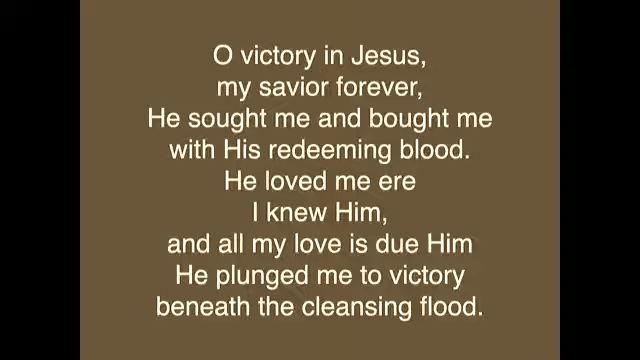 O victory in Jesus,
my savior forever,
He sought me and bought me
with His redeeming blood.
He loved me ere
I knew Him,
and all my love is due Him
He plunged me to victory
beneath the cleansing flood.